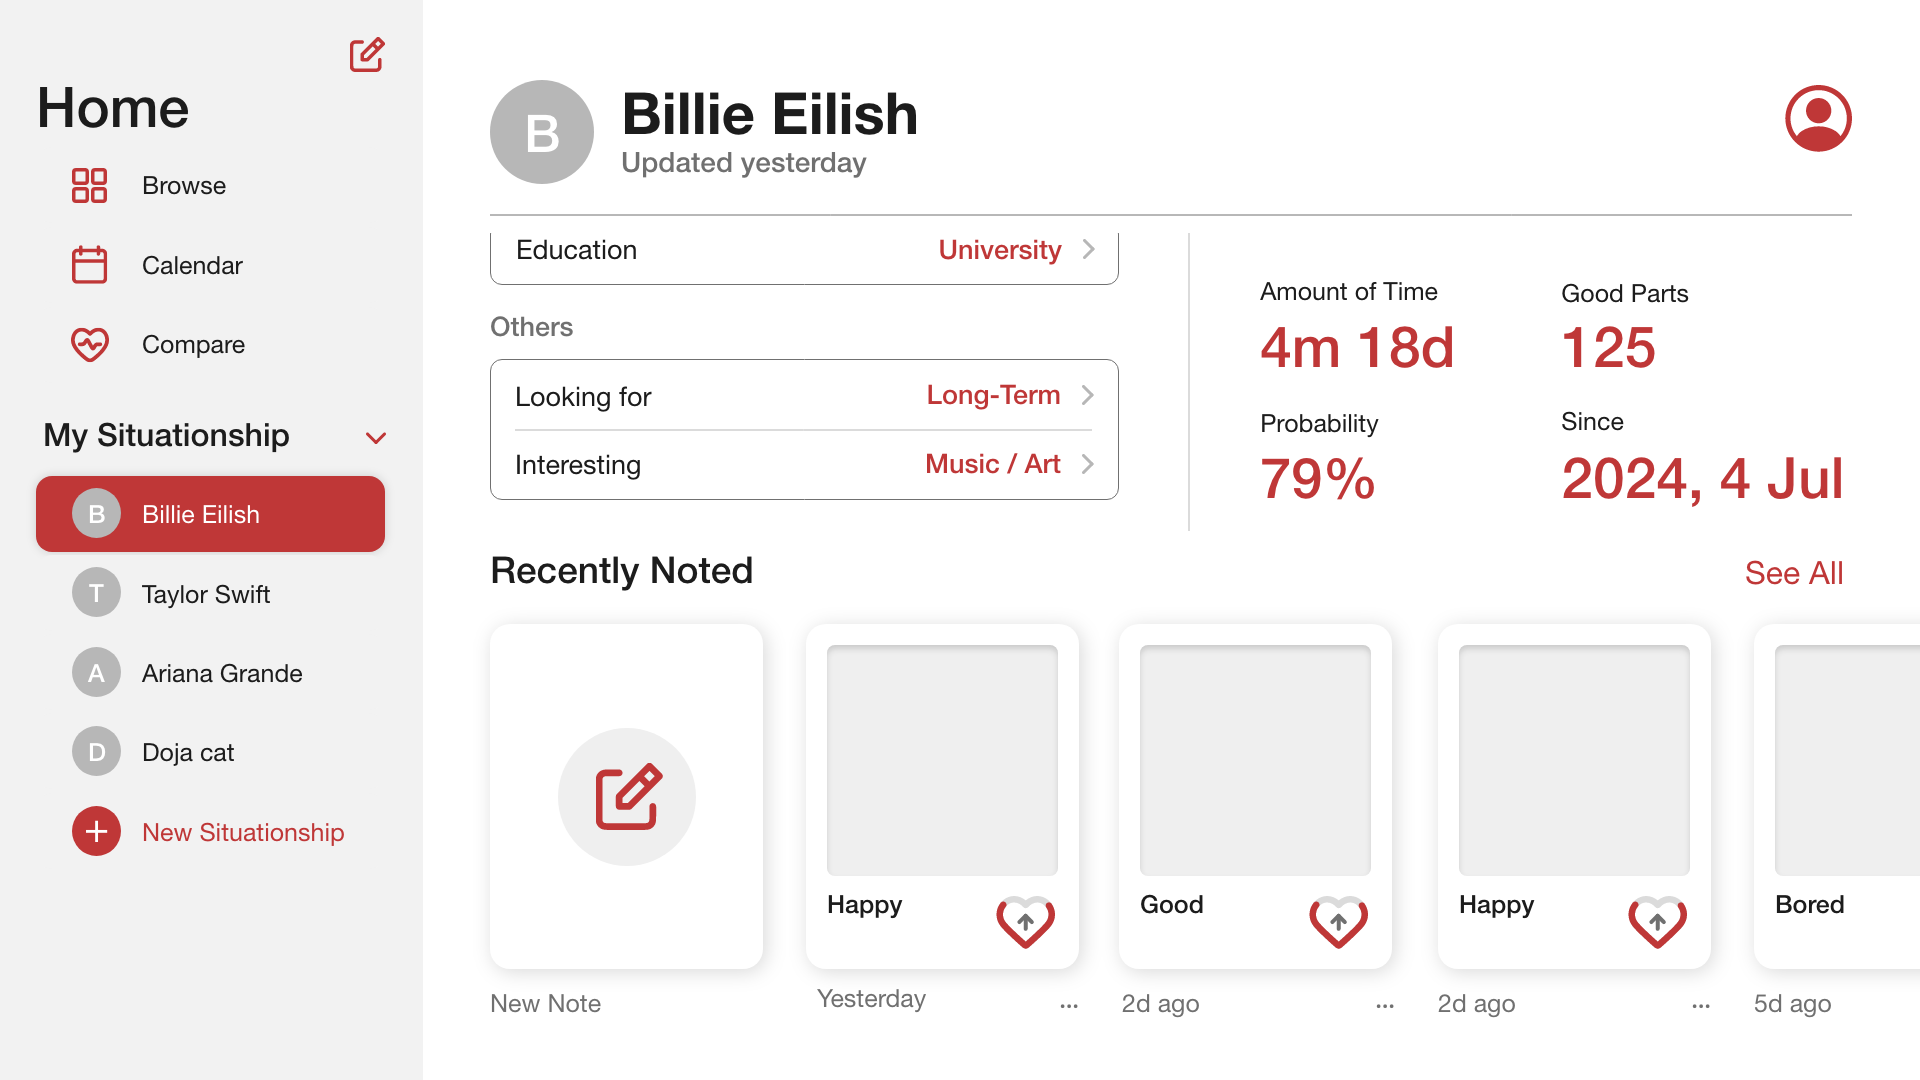 Home
Browse
Calendar
Compare
My Situationship
B Billie Eilish
T Taylor Swift
A Ariana Grande
D Doja cat
New Situationship
B
Billie Eilish
Updated yesterday
Education University
Others
Looking for Long-Term
Interesting Music / Art
Amount of Time
4m 18d
Good Parts
125
Probability
79%
Since
2024, 4 Jul
Recently Noted
See All
Happy
Good
Happy
Bored
New Note
Yesterday ...
2d ago ...
2d ago ...
5d ago